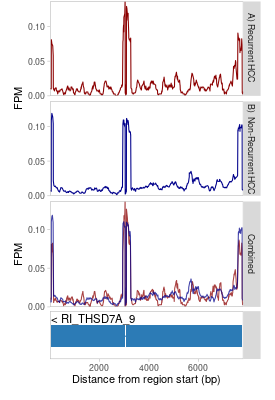 FPM
0.10
0.05
0.00
A) Recurrent HCC
0.10
0.05
0.00
B) Non-Recurrent HCC
FPM
0.10
0.05
0.00
Combined
< RI_THSD7A_9
2000 4000 6000
Distance from region start (bp)